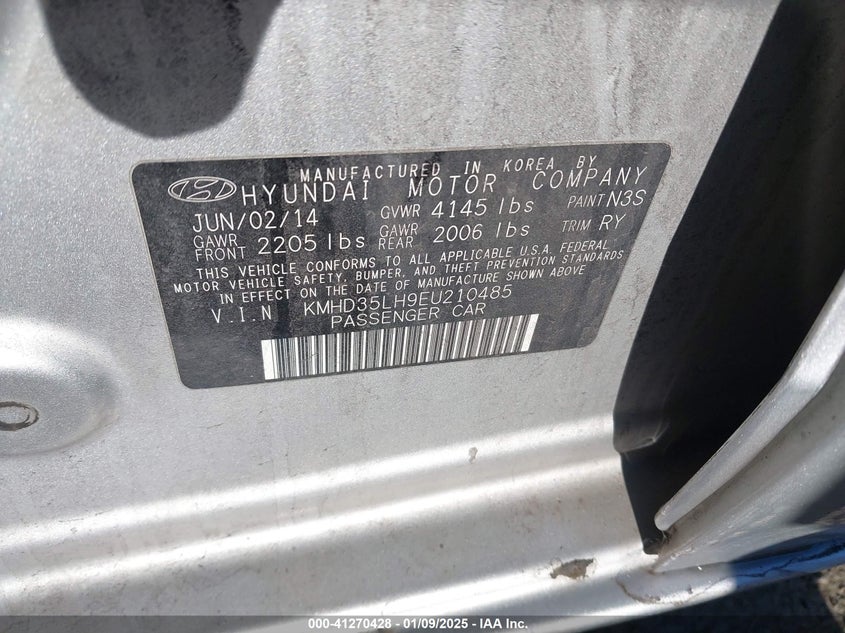 MANUFACTURED IN KOREA BY
HYUNDAI MOTOR COMPANY
JUN/02/14 GVWR 4145 lbs PAINT N3S
GAWR FRONT 2205 lbs GAWR REAR 2006 lbs TRIM RY
THIS VEHICLE CONFORMS TO ALL APPLICABLE U.S.A. FEDERAL
MOTOR VEHICLE SAFETY, BUMPER, AND THEFT PREVENTION STANDARDS
IN EFFECT ON THE DATE OF MANUFACTURE SHOWN ABOVE
V.I.N KMHD35LH9EU210485
PASSENGER CAR
000-41270428 - 01/09/2025 - IAA Inc.